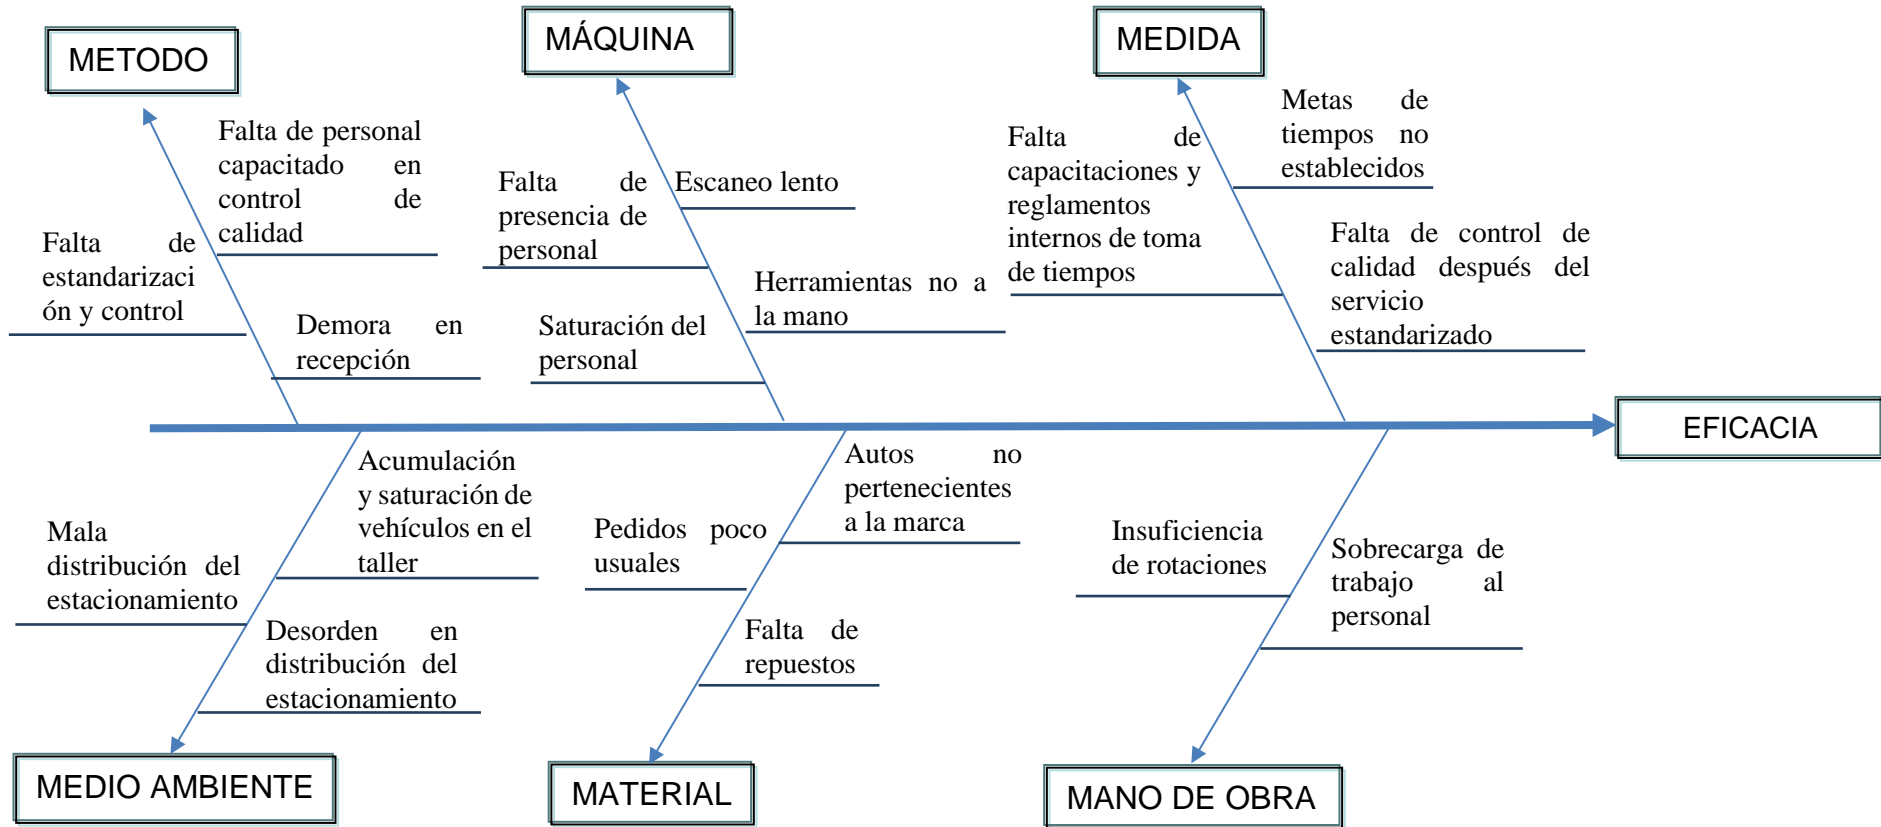 METODO
MÁQUINA
MEDIDA
Falta de personal
capacitado en
control de
calidad
Falta de
estandarizaci
ón y control
Demora en
recepción
Falta de
presencia de
personal
Escaneo lento
Herramientas no a
la mano
Saturación del
personal
Falta de
capacitaciones y
reglamentos
internos de toma
de tiempos
Metas de
tiempos no
establecidos
Falta de control de
calidad después del
servicio
estandarizado
EFICACIA
Acumulación
y saturación de
vehículos en el
taller
Mala
distribución del
estacionamiento
Desorden en
distribución del
estacionamiento
Autos no
pertenecientes
a la marca
Pedidos poco
usuales
Falta de
repuestos
Insuficiencia
de rotaciones
Sobrecarga de
trabajo al
personal
MEDIO AMBIENTE
MATERIAL
MANO DE OBRA